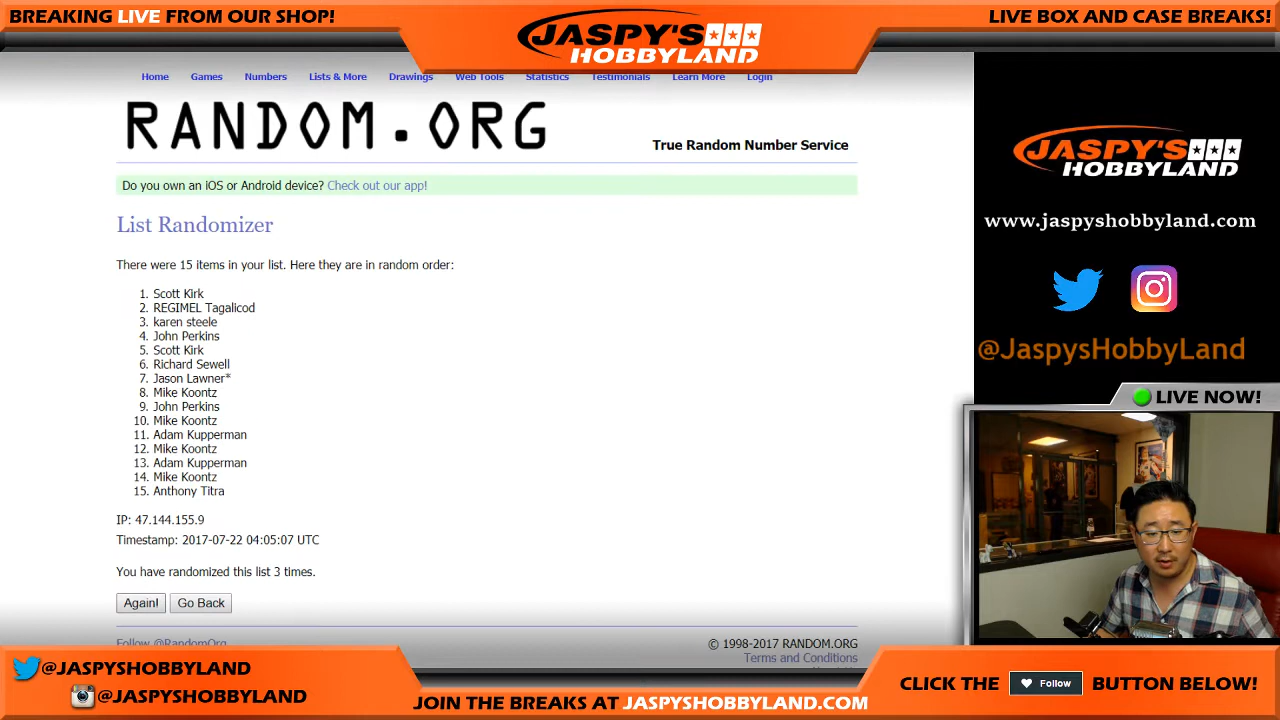 BREAKING LIVE FROM OUR SHOP!
JASPY'S
HOBBYLAND
LIVE BOX AND CASE BREAKS!
Home Games Numbers Lists & More Drawings Web Tools Statistics Testimonials Learn More Login
RANDOM.ORG
True Random Number Service
Do you own an iOS or Android device? Check out our app!
List Randomizer
There were 15 items in your list. Here they are in random order:
1. Scott Kirk
2. REGIMEL Tagalicod
3. karen steele
4. John Perkins
5. Scott Kirk
6. Richard Sewell
7. Jason Lawner*
8. Mike Koontz
9. John Perkins
10. Mike Koontz
11. Adam Kupperman
12. Mike Koontz
13. Adam Kupperman
14. Mike Koontz
15. Anthony Titra
IP: 47.144.155.9
Timestamp: 2017-07-22 04:05:07 UTC
You have randomized this list 3 times.
Again! Go Back
Follow @RandomOrg
© 1998-2017 RANDOM.ORG
Terms and Conditions
JASPY'S
HOBBYLAND
www.jaspyshobbyland.com
@JaspysHobbyLand
LIVE NOW!
@JASPYSHOBBYLAND
@JASPYSHOBBYLAND
JOIN THE BREAKS AT JASPYSHOBBYLAND.COM
CLICK THE Follow BUTTON BELOW!